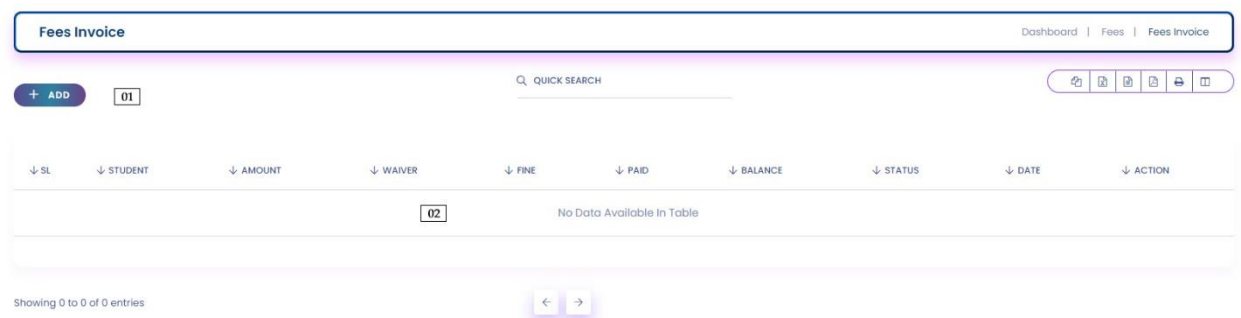 Fees Invoice
Dashboard | Fees | Fees Invoice
+ ADD
01
QUICK SEARCH
SL STUDENT AMOUNT WAIVER FINE PAID BALANCE STATUS DATE ACTION
02
No Data Available In Table
Showing 0 to 0 of 0 entries